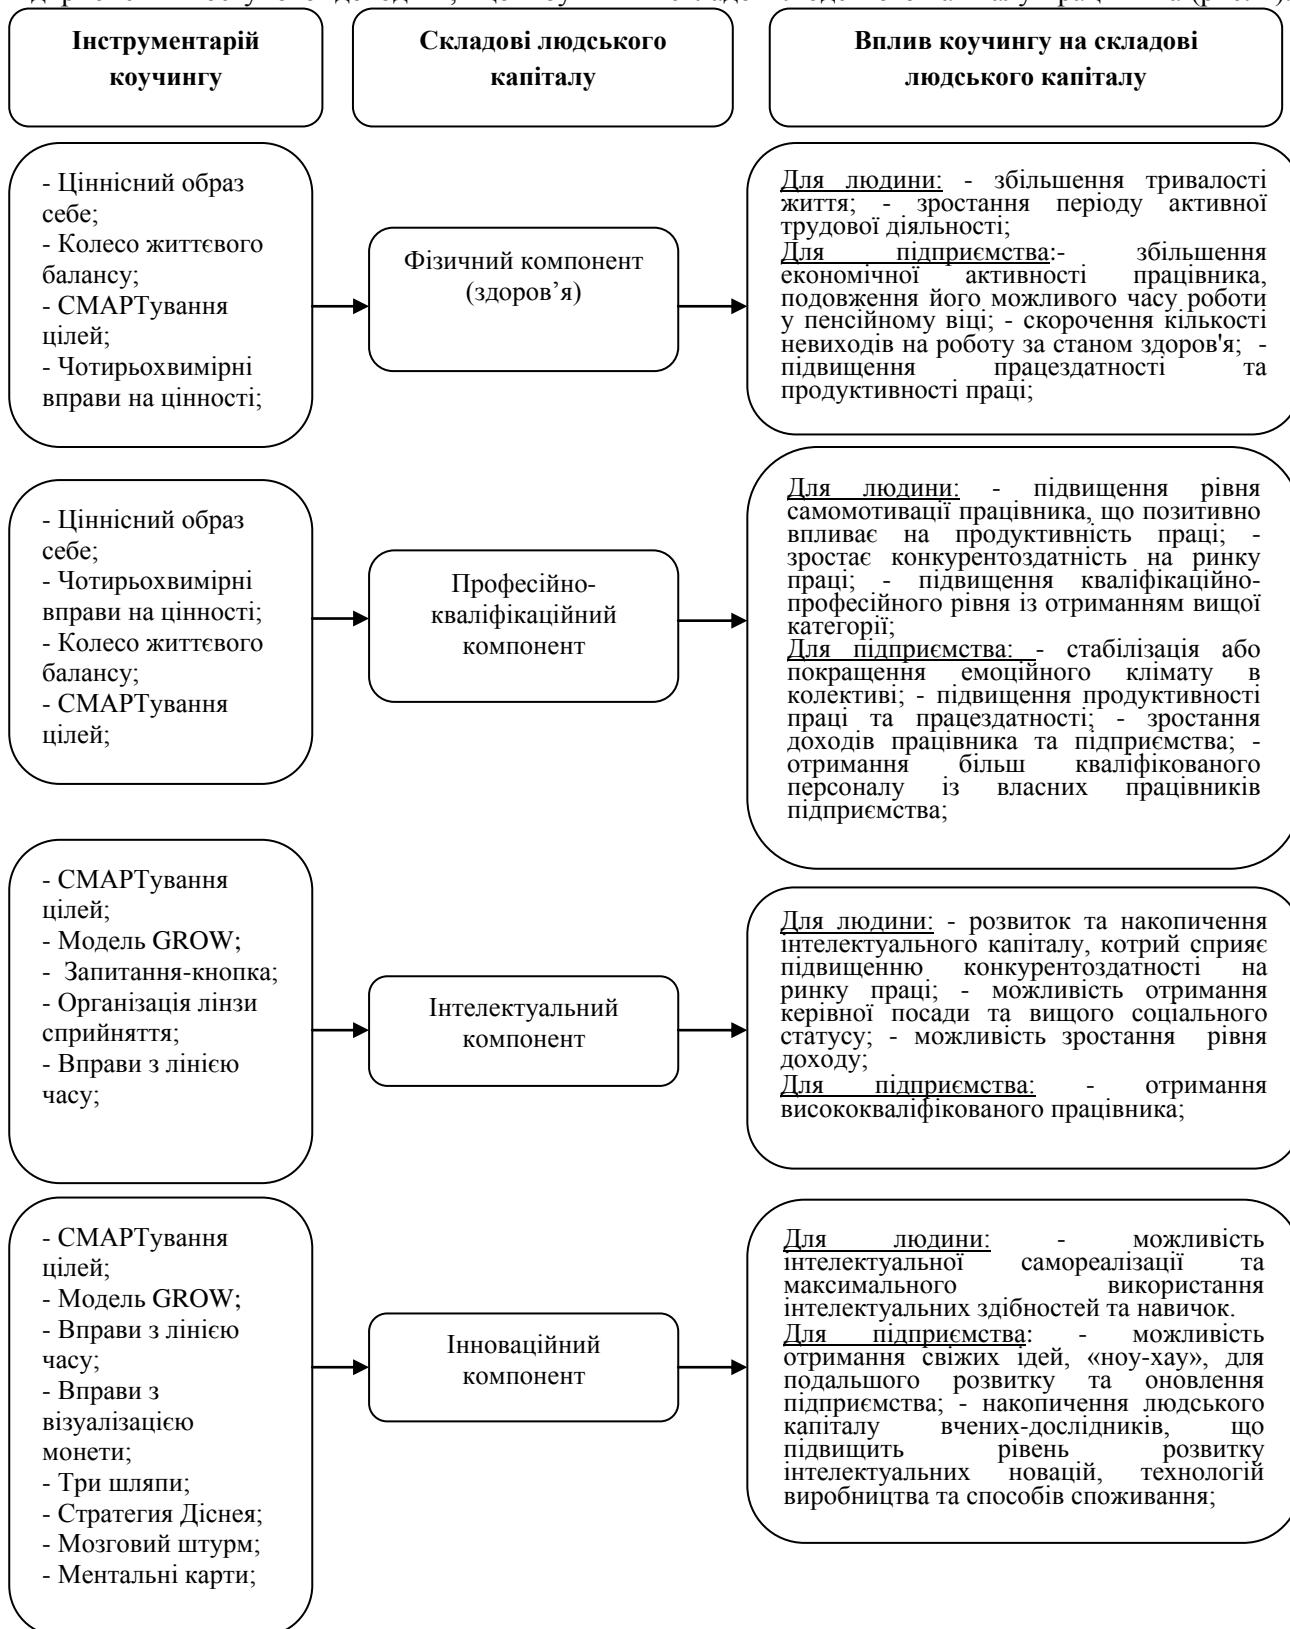 Інструментарій
коучингу
Складові людського
капіталу
Вплив коучингу на складові
людського капіталу
- Ціннісний образ
себе;
- Колесо життєвого
балансу;
- СМАРТування
цілей;
- Чотирьохвимірні
вправи на цінності;
Фізичний компонент
(здоров’я)
Для людини: - збільшення тривалості
життя; - зростання періоду активної
трудової діяльності;
Для підприємства:- збільшення
економічної активності працівника,
подовження його можливого часу роботи
у пенсійному віці; - скорочення кількості
невиходів на роботу за станом здоров'я; -
підвищення працездатності та
продуктивності праці;
- Ціннісний образ
себе;
- Чотирьохвимірні
вправи на цінності;
- Колесо життєвого
балансу;
- СМАРТування
цілей;
Професійно-
кваліфікаційний
компонент
Для людини: - підвищення рівня
самомотивації працівника, що позитивно
впливає на продуктивність праці; -
зростає конкурентоздатність на ринку
праці; - підвищення кваліфікаційно-
професійного рівня із отриманням вищої
категорії;
Для підприємства: - стабілізація або
покращення емоційного клімату в
колективі; - підвищення продуктивності
праці та працездатності; - зростання
доходів працівника та підприємства; -
отримання більш кваліфікованого
персоналу із власних працівників
підприємства;
- СМАРТування
цілей;
- Модель GROW;
- Запитання-кнопка;
- Організація лінзи
сприйняття;
- Вправи з лінією
часу;
Інтелектуальний
компонент
Для людини: - розвиток та накопичення
інтелектуального капіталу, котрий сприяє
підвищенню конкурентоздатності на
ринку праці; - можливість отримання
керівної посади та вищого соціального
статусу; - можливість зростання рівня
доходу;
Для підприємства: - отримання
висококваліфікованого працівника;
- СМАРТування
цілей;
- Модель GROW;
- Вправи з лінією
часу;
- Вправи з
візуалізацією
монети;
- Три шляпи;
- Стратегия Діснея;
- Мозговий штурм;
- Ментальні карти;
Інноваційний
компонент
Для людини: - можливість
інтелектуальної самореалізації та
максимального використання
інтелектуальних здібностей та навичок.
Для підприємства: - можливість
отримання свіжих ідей, «ноу-хау», для
подальшого розвитку та оновлення
підприємства; - накопичення людського
капіталу вчених-дослідників, що
підвищить рівень розвитку
інтелектуальних новацій, технологій
виробництва та способів споживання;